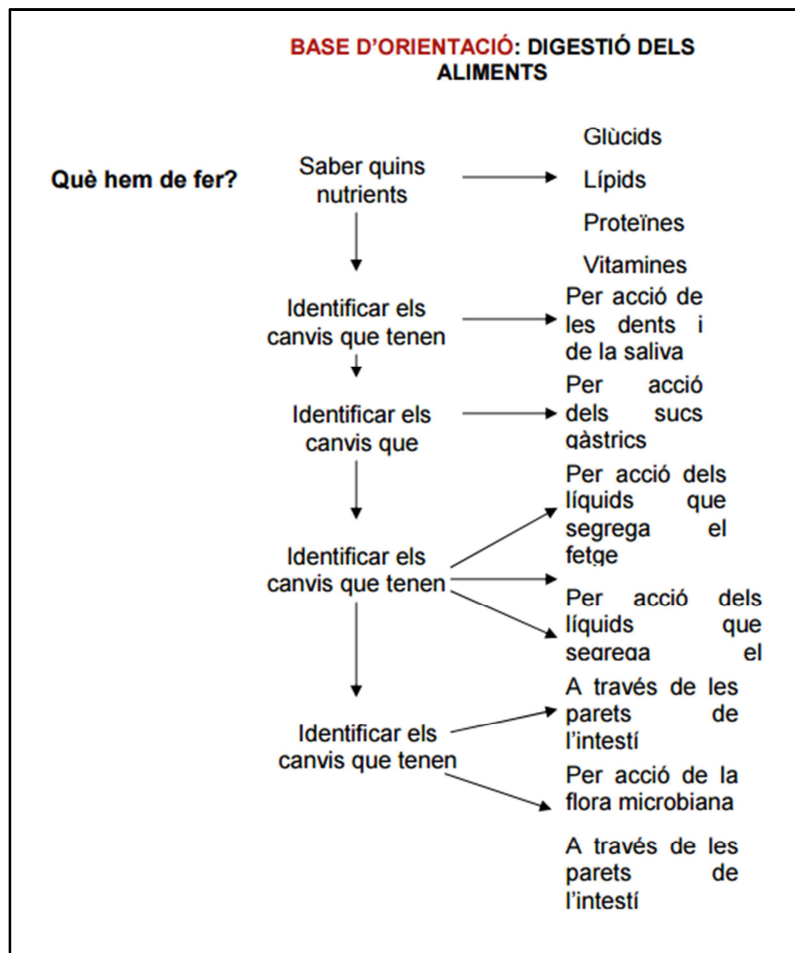 BASE D'ORIENTACIÓ: DIGESTIÓ DELS
ALIMENTS
Què hem de fer?
Saber quins
nutrients
Glùcids
Lípids
Proteïnes
Vitamines
Identificar els
canvis que tenen
Per acció de
les dents i
de la saliva
Identificar els
canvis que
Per acció
dels sucs
gàstrics
Identificar els
canvis que tenen
Per acció dels
líquids que
segrega el
fetge
Per acció dels
líquids que
segrega el
Identificar els
canvis que tenen
A través de les
parets de
l'intestí
Per acció de la
flora microbiana
A través de les
parets de
l'intestí